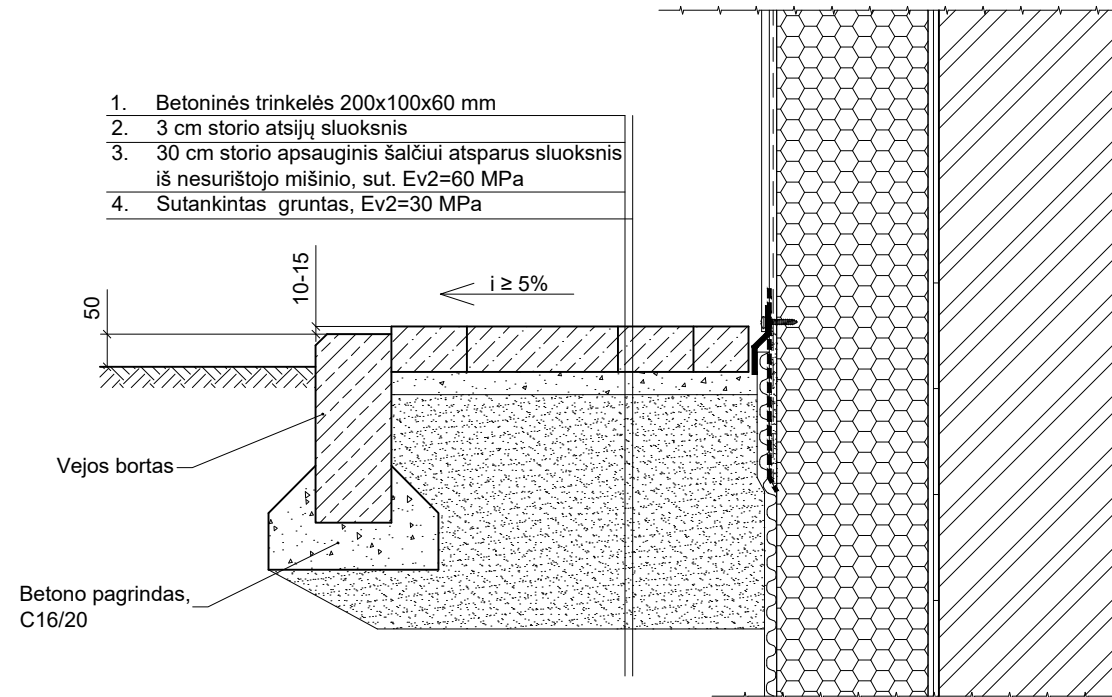 1. Betoninės trinkelės 200x100x60 mm
2. 3 cm storio atsijų sluoksnis
3. 30 cm storio apsauginis šalčiui atsparus sluoksnis
iš nesurištojo mišinio, sut. Ev2=60 MPa
4. Sutankintas gruntas, Ev2=30 MPa
50
10-15
i ≥ 5%
Vejos bortas
Betono pagrindas,
C16/20